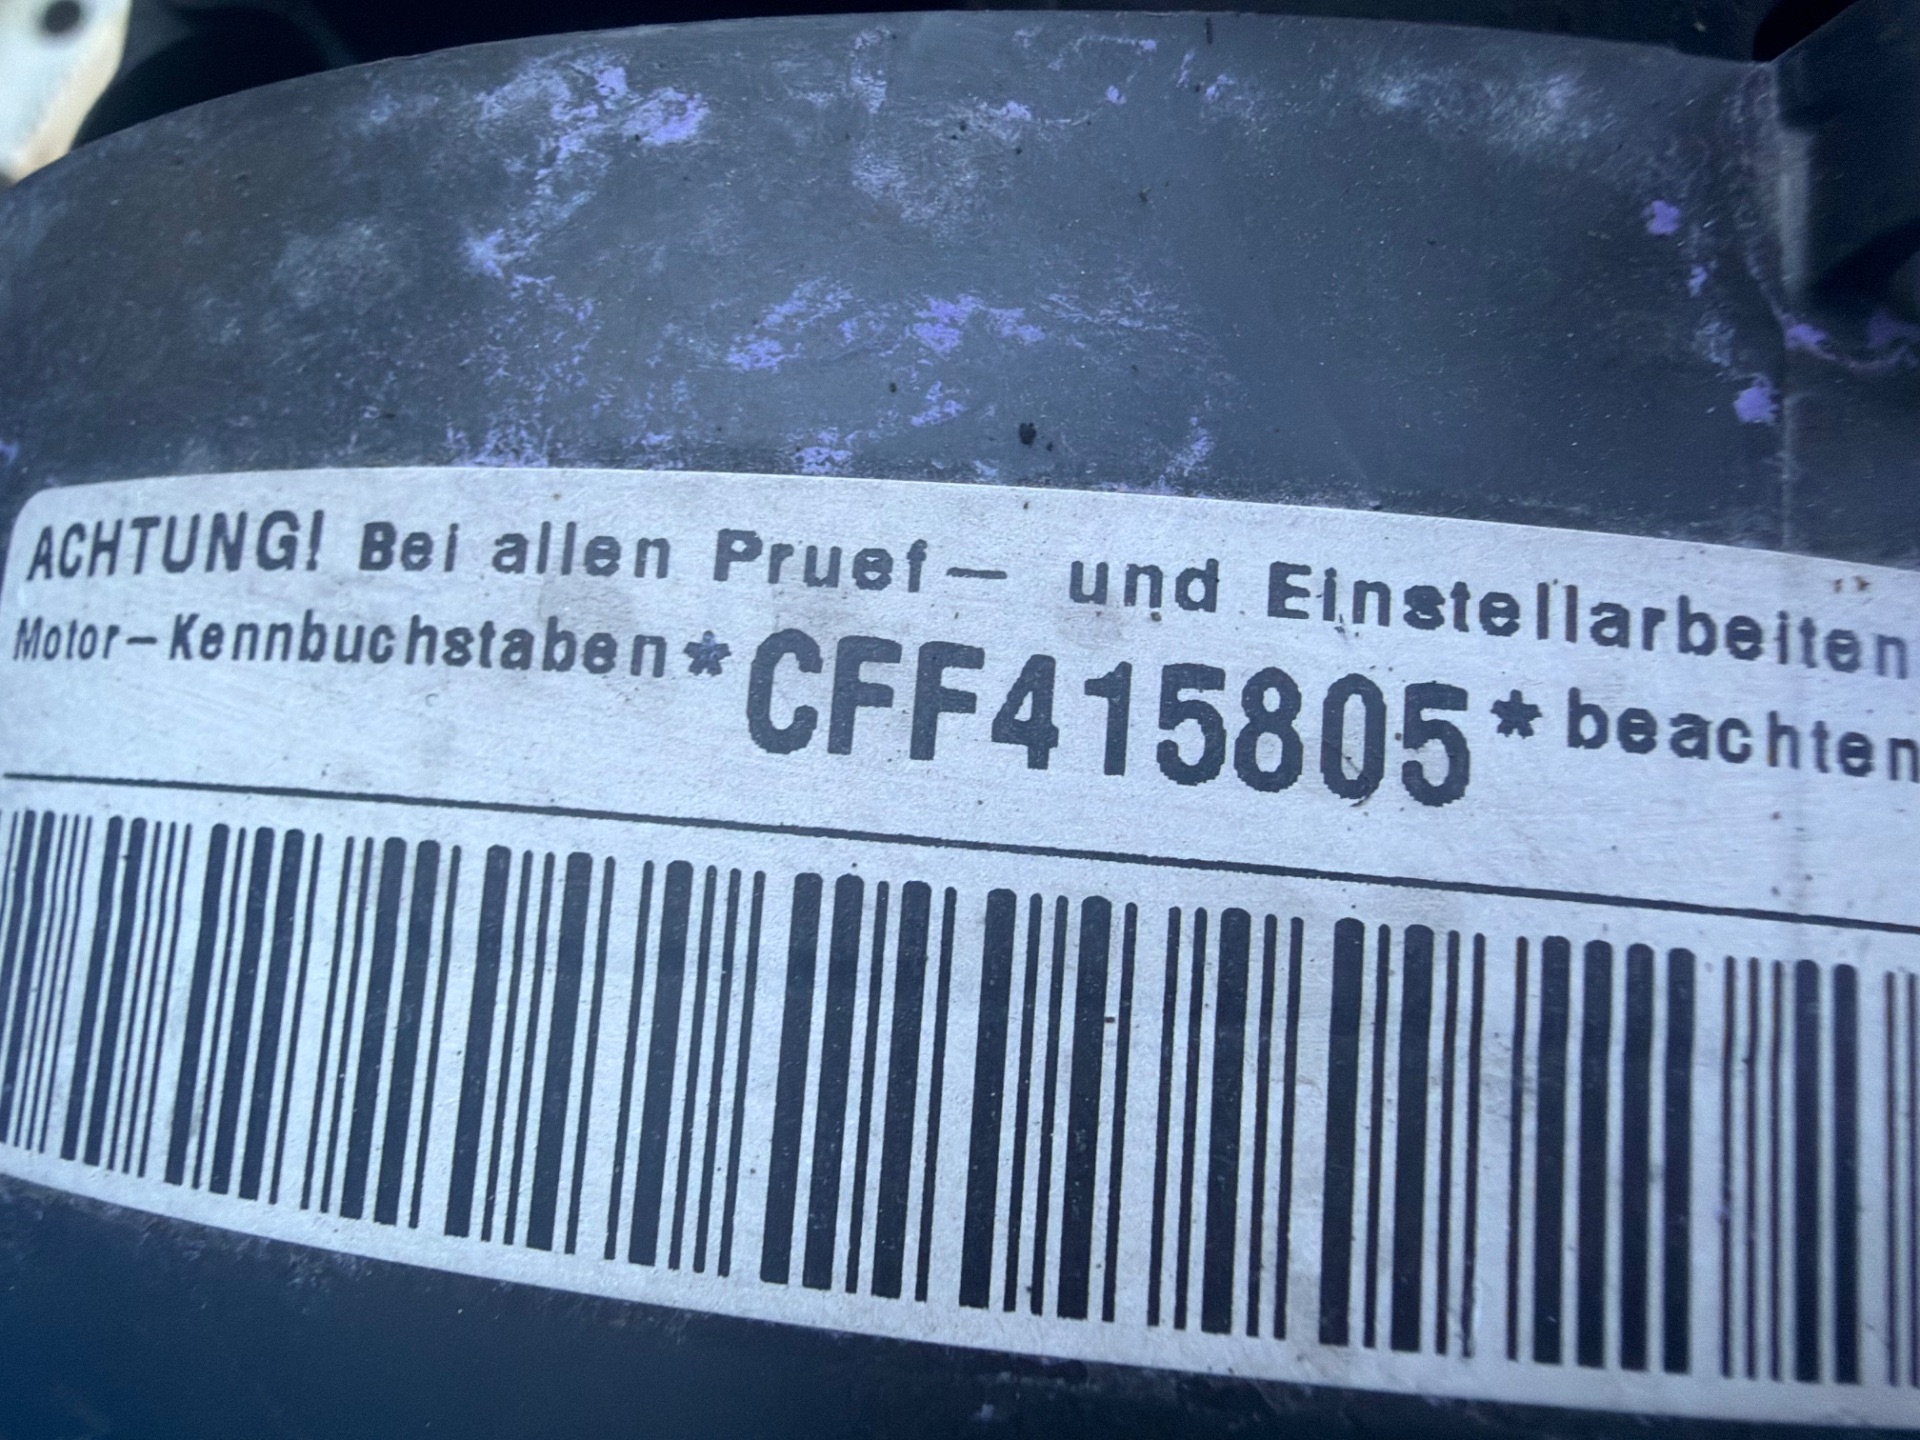 ACHTUNG! Bei allen Pruef- und Einstellarbeiten
Motor-Kennbuchstaben*CFF415805*beachten